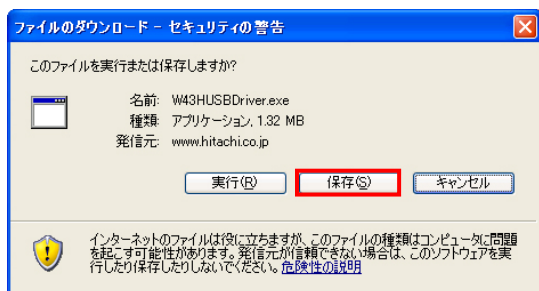 ファイルのダウンロード - セキュリティの警告
このファイルを実行または保存しますか?
名前: W43HUSBDriver.exe
種類: アプリケーション, 1.32 MB
発信元: www.hitachi.co.jp
実行(R) 保存(S) キャンセル
インターネットのファイルは役に立ちますが、このファイルの種類はコンピュータに問題
を起こす可能性があります。発信元が信頼できない場合は、このソフトウェアを実
行したり保存したりしないでください。危険性の説明